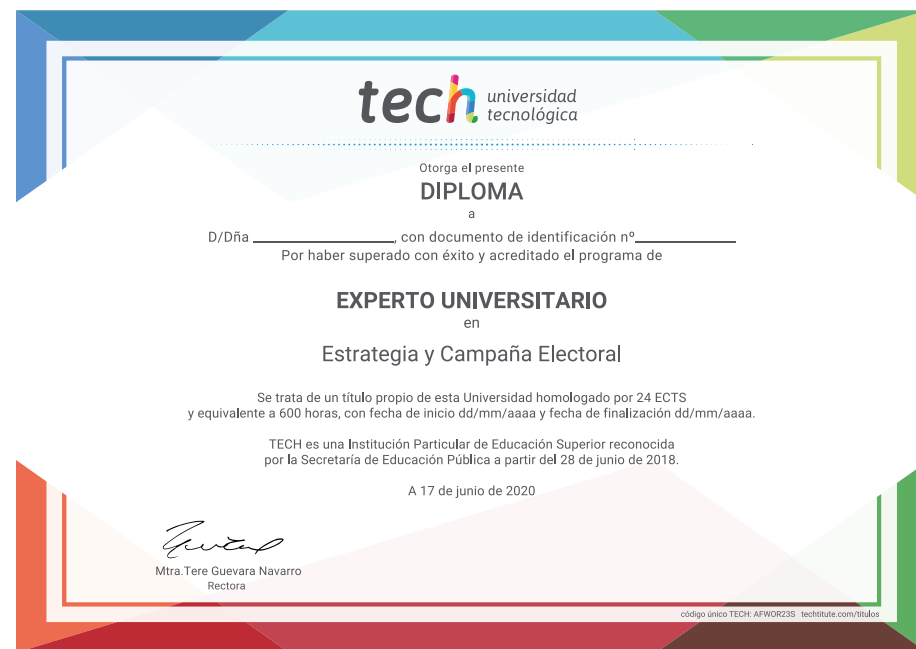 tech universidad
tecnológica
Otorga el presente
DIPLOMA
a
D/Dña ________________, con documento de identificación nº____________
Por haber superado con éxito y acreditado el programa de
EXPERTO UNIVERSITARIO
en
Estrategia y Campaña Electoral
Se trata de un título propio de esta Universidad homologado por 24 ECTS
y equivalente a 600 horas, con fecha de inicio dd/mm/aaaa y fecha de finalización dd/mm/aaaa.
TECH es una Institución Particular de Educación Superior reconocida
por la Secretaría de Educación Pública a partir del 28 de junio de 2018.
A 17 de junio de 2020
Mtra.Tere Guevara Navarro
Rectora
código único TECH: AFWOR23S techtitute.com/titulos